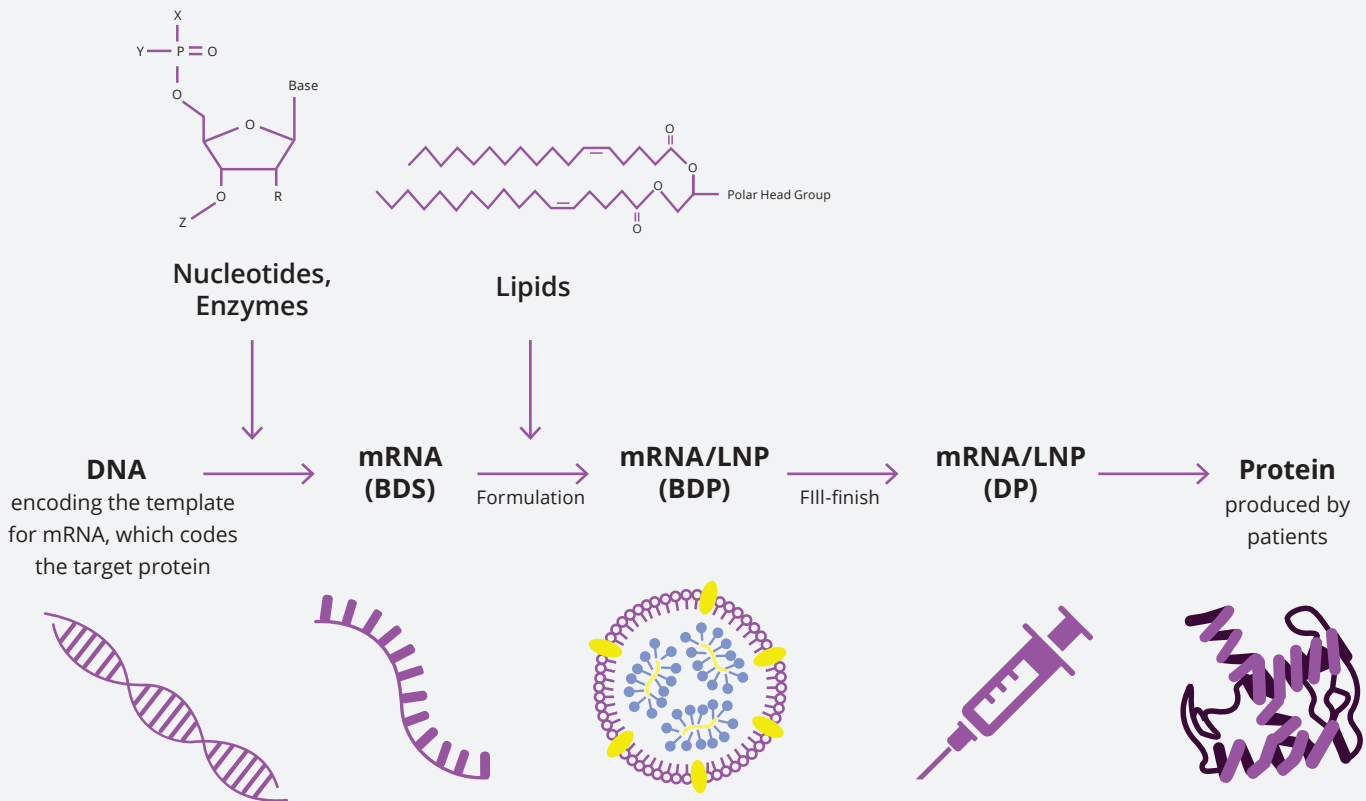 X
Y
P
O
O
Base
O
O
R
Z
O
O
O
Polar Head Group
O
Nucleotides,
Enzymes
Lipids
DNA
encoding the template
for mRNA, which codes
the target protein
mRNA
(BDS)
Formulation
mRNA/LNP
(BDP)
FIll-finish
mRNA/LNP
(DP)
Protein
produced by
patients